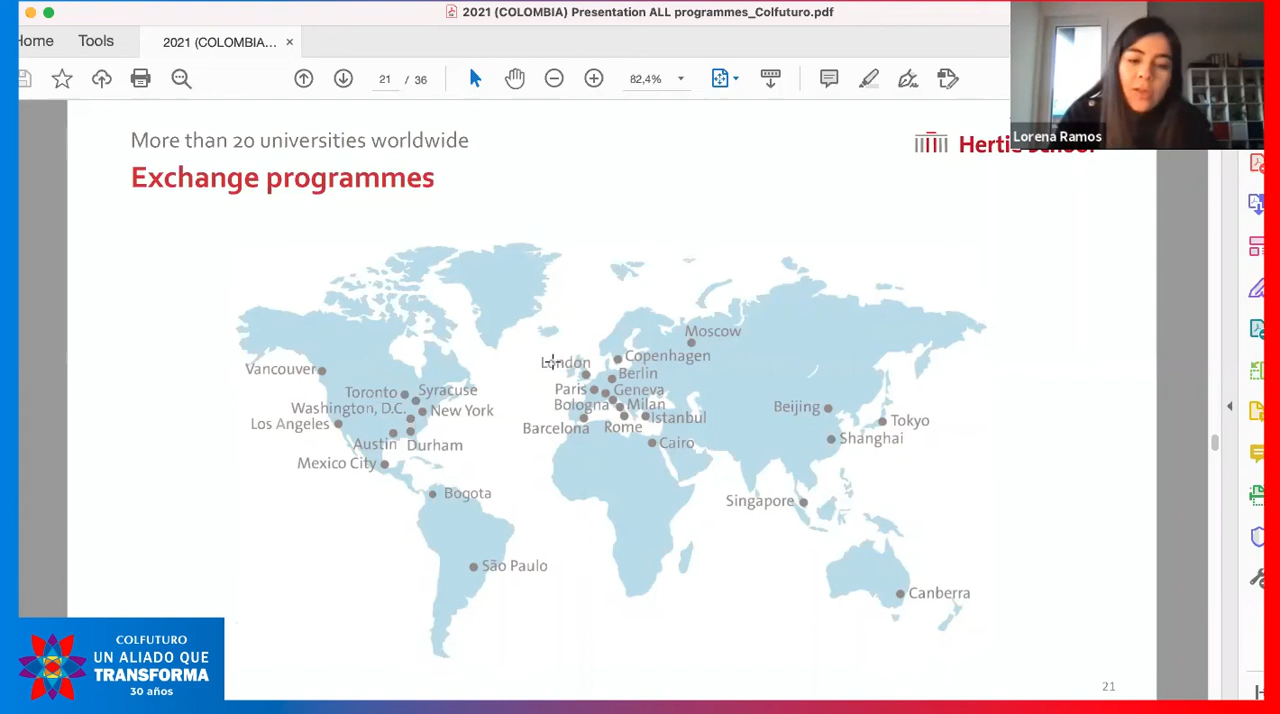 2021 (COLOMBIA) Presentation ALL programmes_Colfuturo.pdf
Home Tools 2021 (COLOMBIA... ×
21 / 36 82,4%
Lorena Ramos
More than 20 universities worldwide
Exchange programmes
Moscow
London
Copenhagen
Vancouver
Berlin
Toronto
Syracuse
Paris
Geneva
Washington, D.C.
New York
Bologna
Milan
Beijing
Los Angeles
Istanbul
Tokyo
Barcelona
Rome
Austin
Durham
Cairo
Shanghai
Mexico City
Bogota
Singapore
São Paulo
Canberra
COLFUTURO
UN ALIADO QUE
TRANSFORMA
30 años
21